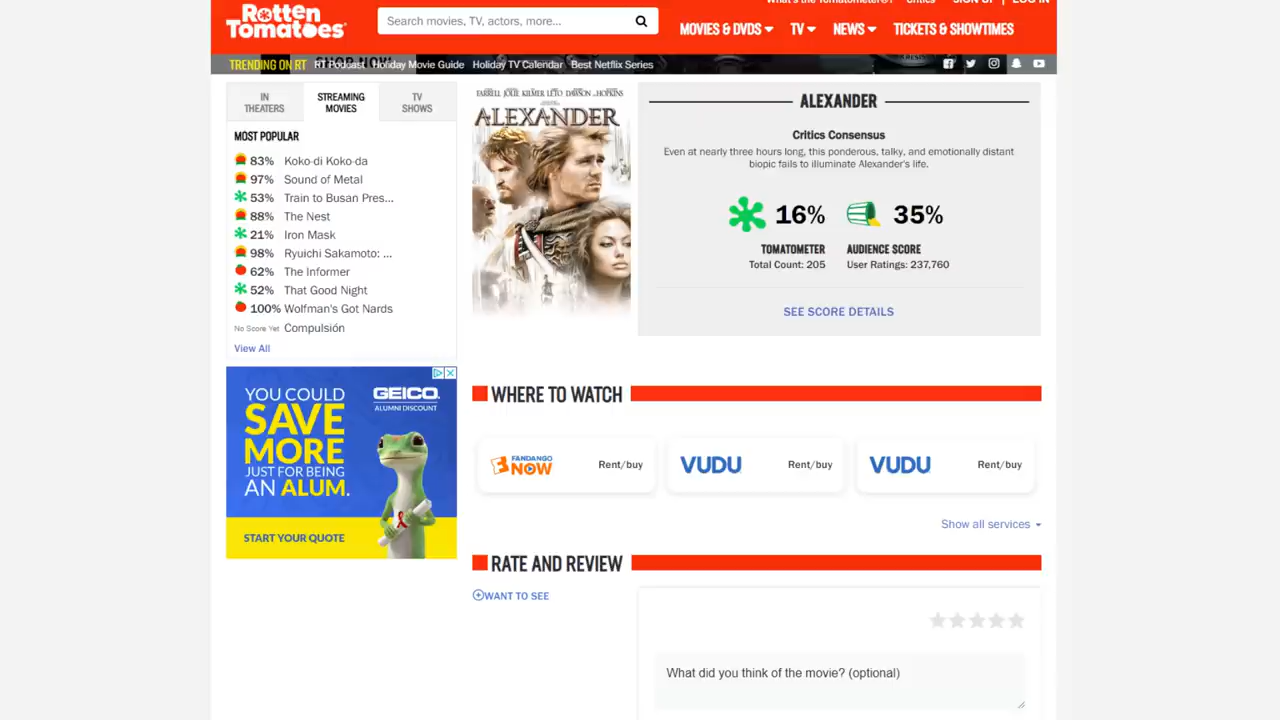 What's the Tomatometer®? Critics SIGN UP | LOG IN
Rotten
Tomatoes
Search movies, TV, actors, more...
MOVIES & DVDS TV NEWS TICKETS & SHOWTIMES
TRENDING ON RT RT Podcast Holiday Movie Guide Holiday TV Calendar Best Netflix Series
IN
THEATERS
STREAMING
MOVIES
TV
SHOWS
MOST POPULAR
83% Koko-di Koko-da
97% Sound of Metal
53% Train to Busan Pres...
88% The Nest
21% Iron Mask
98% Ryuichi Sakamoto: ...
62% The Informer
52% That Good Night
100% Wolfman's Got Nards
No Score Yet Compulsión
View All
FARRELL JOLIE KILMER LETO DAWSON HOPKINS
ALEXANDER
ALEXANDER
Critics Consensus
Even at nearly three hours long, this ponderous, talky, and emotionally distant
biopic fails to illuminate Alexander's life.
16% 35%
TOMATOMETER
Total Count: 205
AUDIENCE SCORE
User Ratings: 237,760
SEE SCORE DETAILS
YOU COULD
SAVE
MORE
JUST FOR BEING
AN ALUM.
GEICO.
ALUMNI DISCOUNT
START YOUR QUOTE
WHERE TO WATCH
FANDANGO
NOW
Rent/buy
VUDU Rent/buy
VUDU Rent/buy
Show all services
RATE AND REVIEW
WANT TO SEE
What did you think of the movie? (optional)